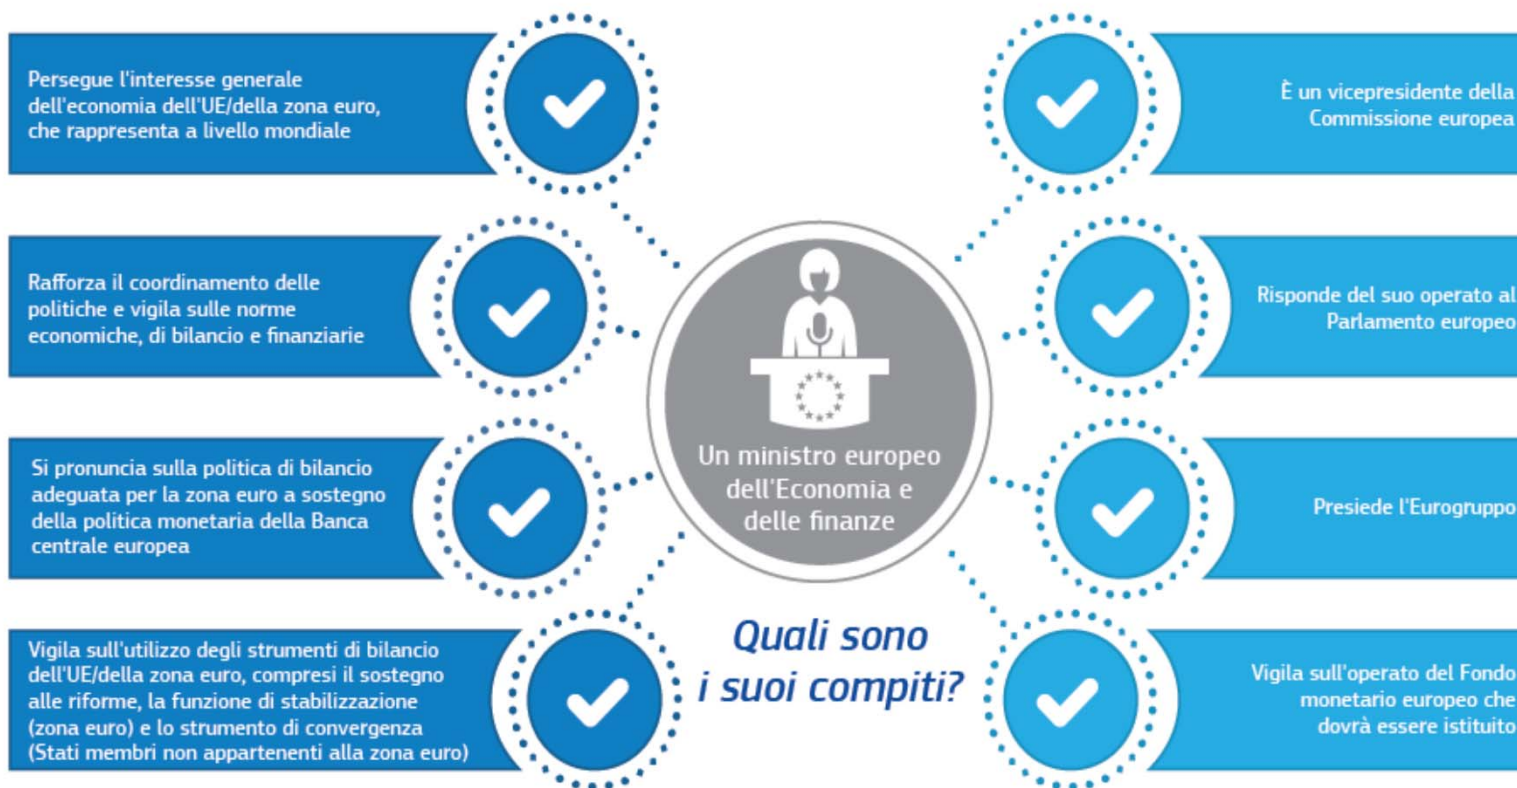 Persegue l'interesse generale
dell'economia dell'UE/della zona euro,
che rappresenta a livello mondiale
Rafforza il coordinamento delle
politiche e vigila sulle norme
economiche, di bilancio e finanziarie
Si pronuncia sulla politica di bilancio
adeguata per la zona euro a sostegno
della politica monetaria della Banca
centrale europea
Vigila sull'utilizzo degli strumenti di bilancio
dell'UE/della zona euro, compresi il sostegno
alle riforme, la funzione di stabilizzazione
(zona euro) e lo strumento di convergenza
(Stati membri non appartenenti alla zona euro)
Un ministro europeo
dell'Economia e
delle finanze
Quali sono
i suoi compiti?
È un vicepresidente della
Commissione europea
Risponde del suo operato al
Parlamento europeo
Presiede l'Eurogruppo
Vigila sull'operato del Fondo
monetario europeo che
dovrà essere istituito